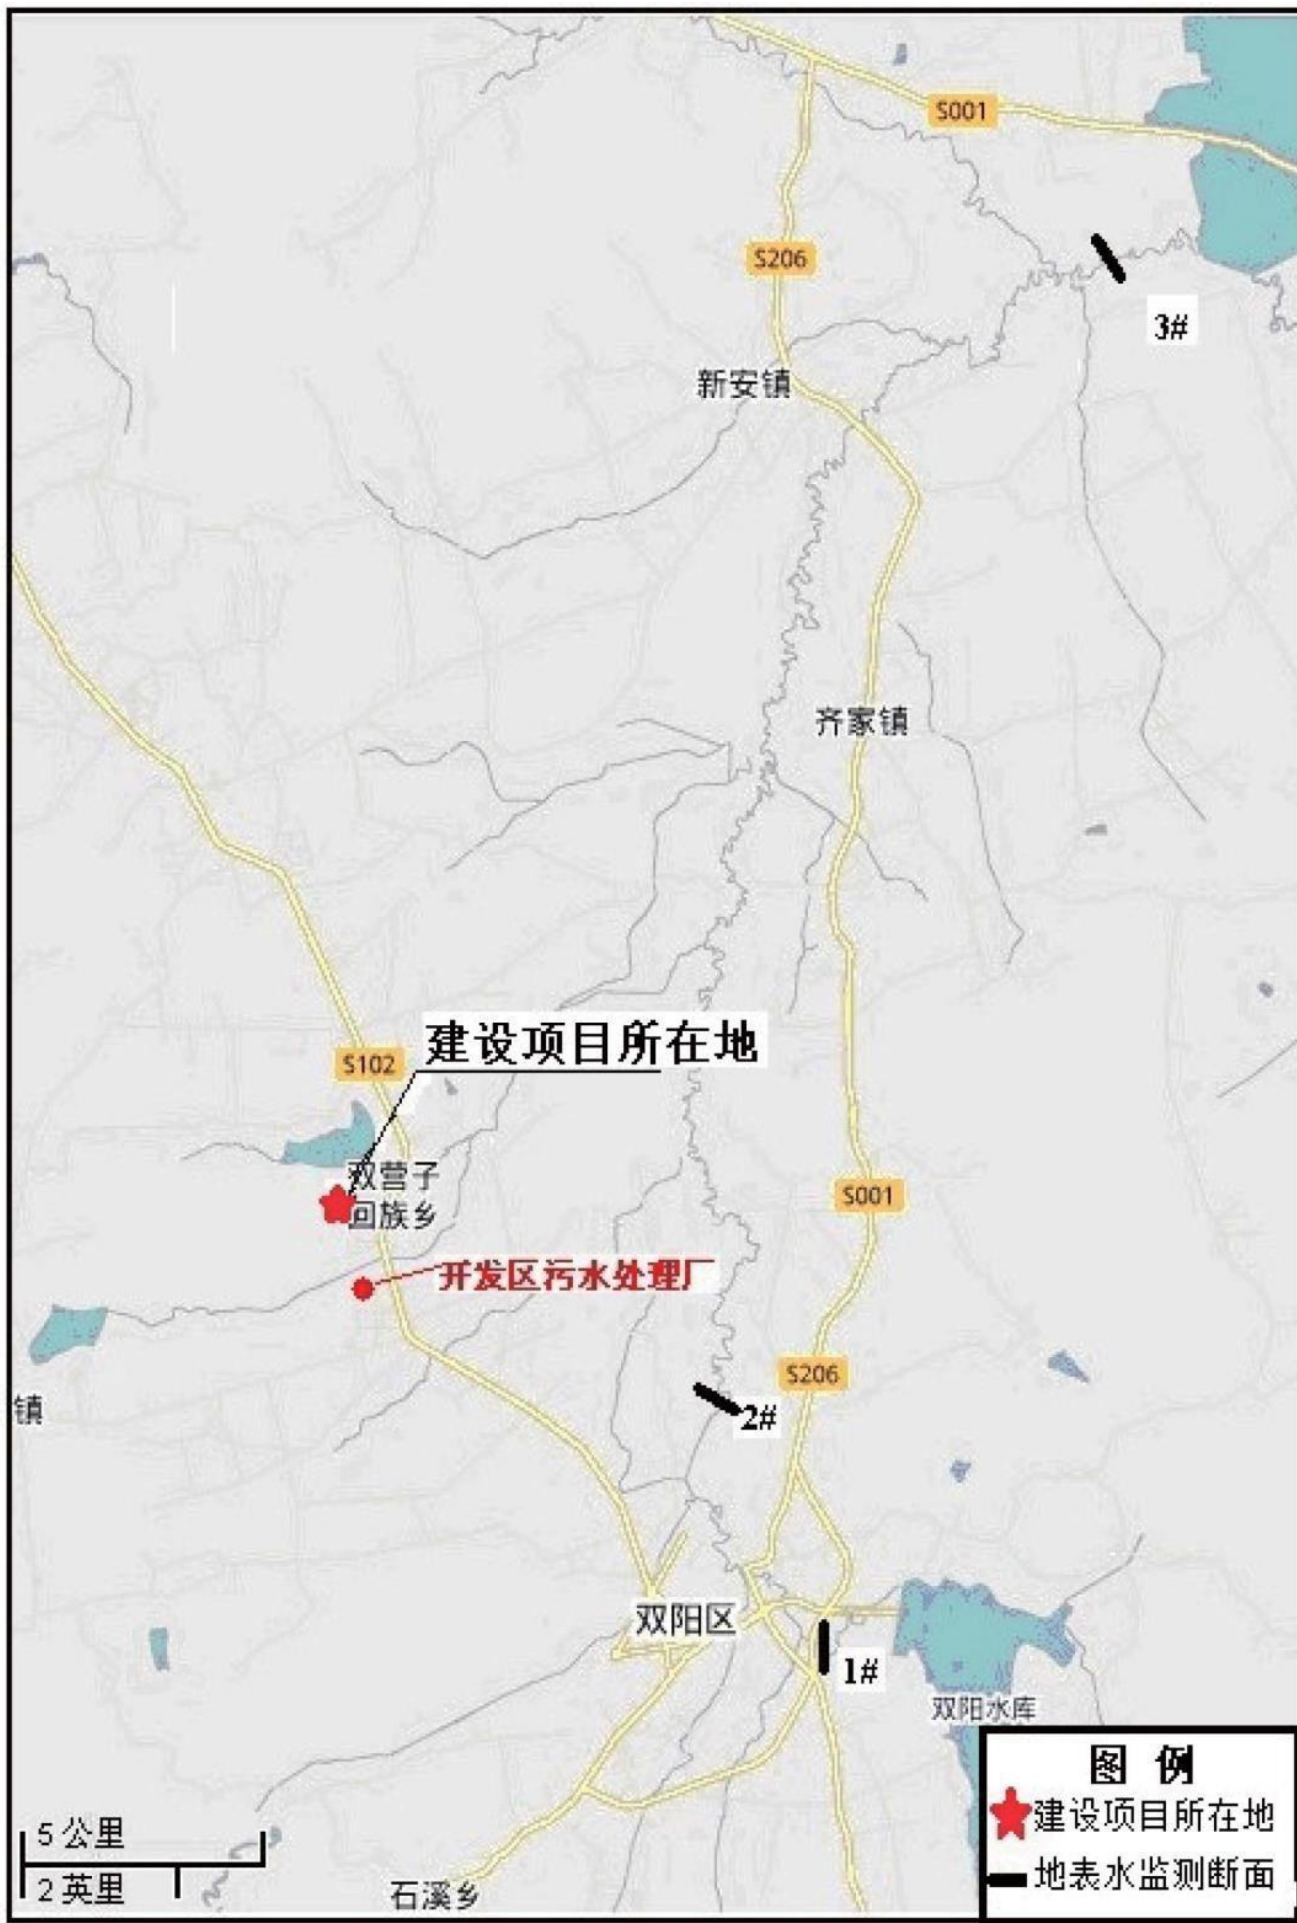 S001
S206
3#
新安镇
齐家镇
建设项目所在地
S102
双营子
回族乡
S001
开发区污水处理厂
S206
镇
2#
双阳区
1#
双阳水库
图 例
建设项目所在地
地表水监测断面
5 公里
2 英里
石溪乡